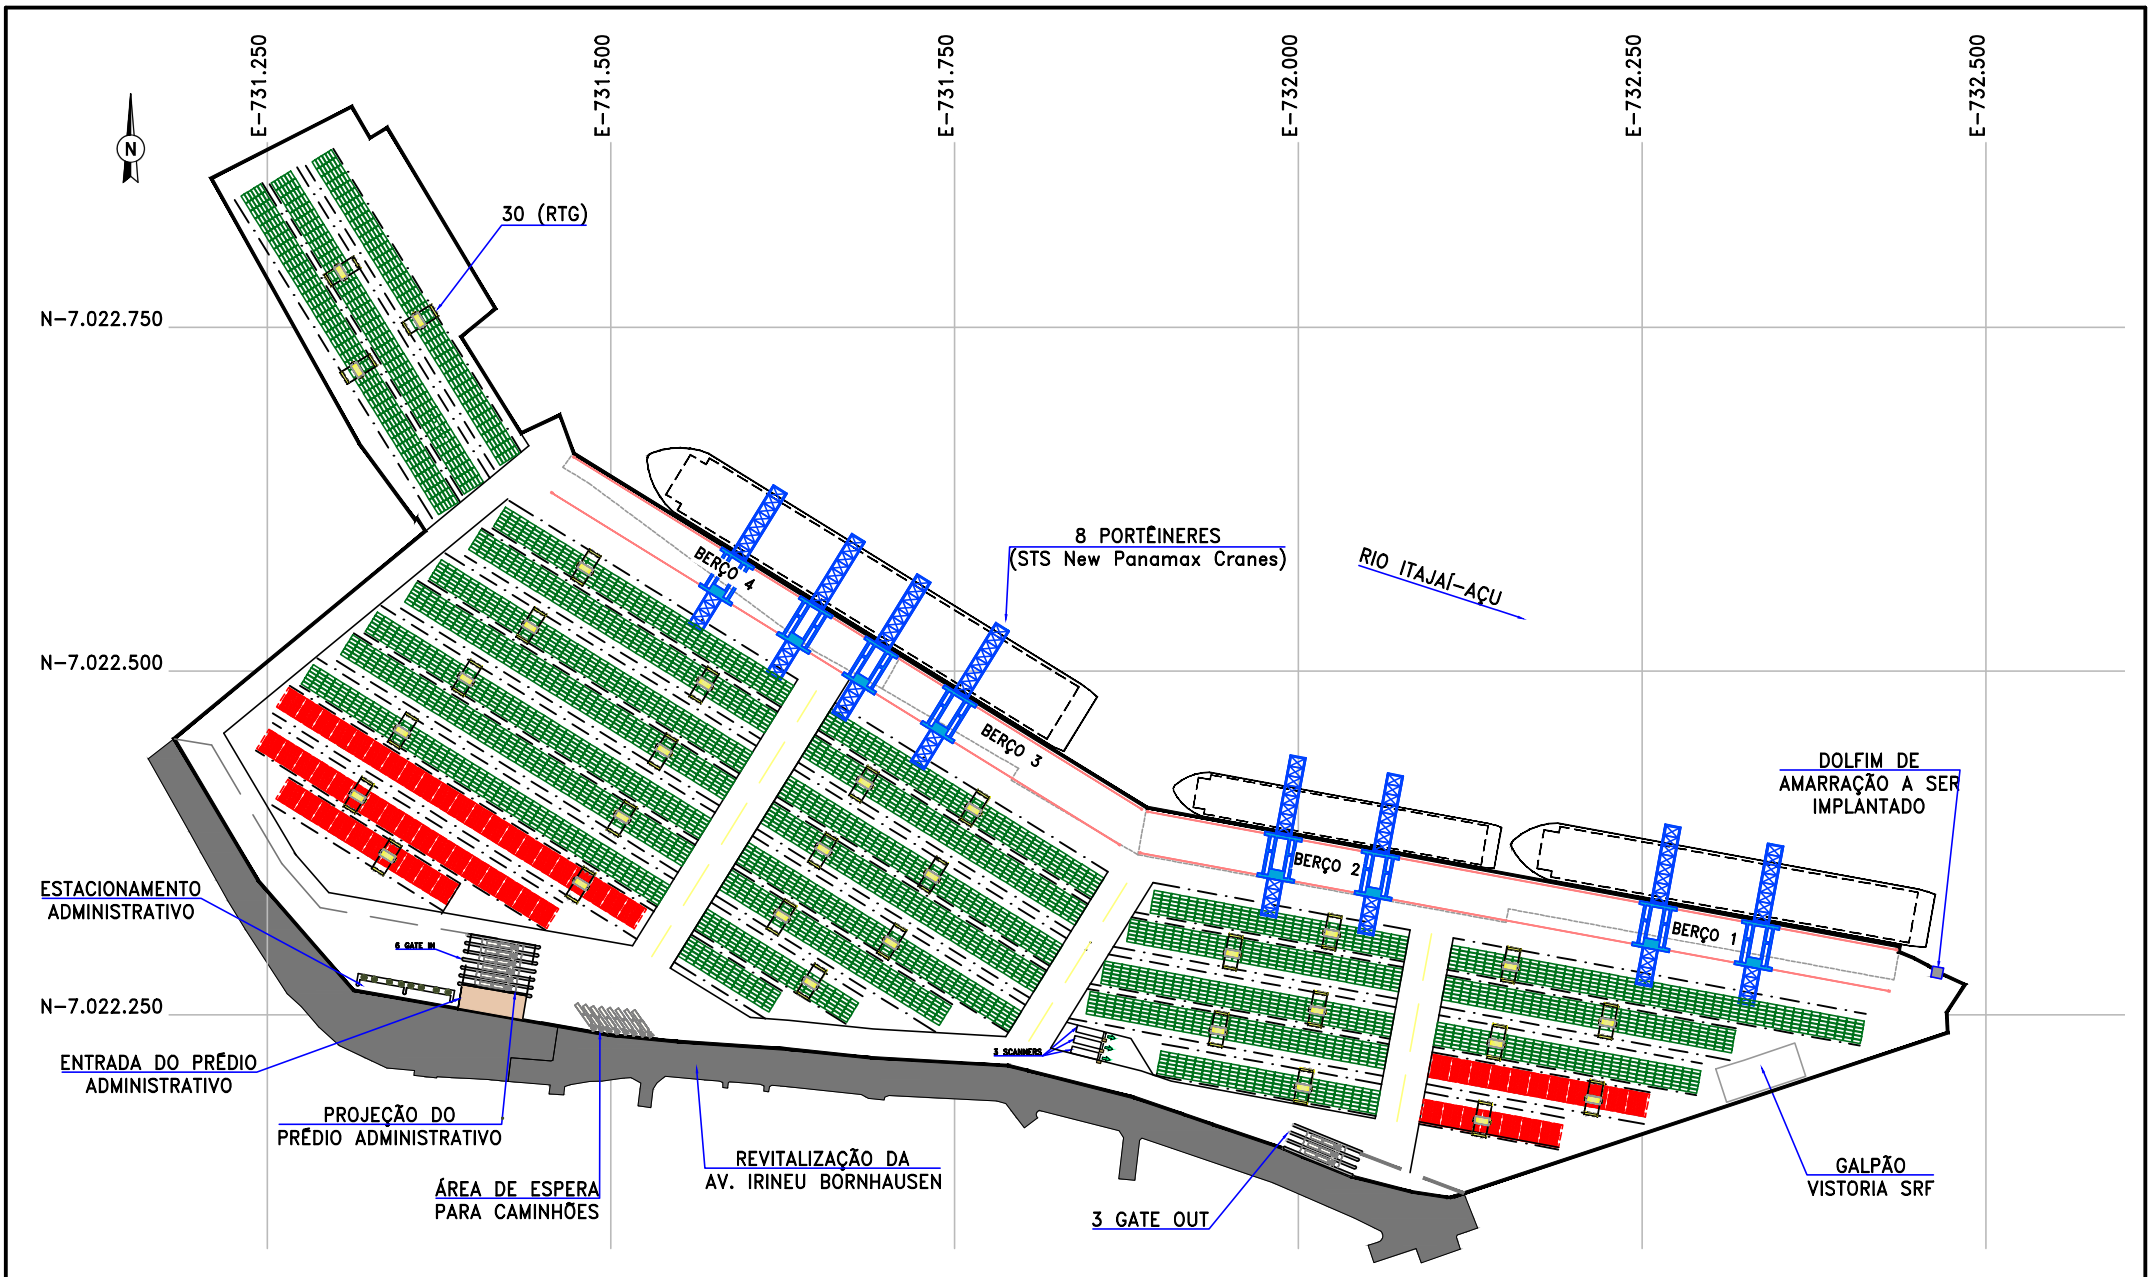 E-731.250
E-731.500
E-731.750
E-732.000
E-732.250
E-732.500
N
30 (RTG)
N-7.022.750
8 PORTÊINERES
(STS New Panamax Cranes)
RIO ITAJAÍ-AÇU
BERÇO 4
N-7.022.500
BERÇO 3
DOLFIM DE
AMARRAÇÃO A SER
IMPLANTADO
BERÇO 2
BERÇO 1
ESTACIONAMENTO
ADMINISTRATIVO
6 GATE IN
N-7.022.250
3 SCANNERS
ENTRADA DO PRÉDIO
ADMINISTRATIVO
PROJEÇÃO DO
PRÉDIO ADMINISTRATIVO
REVITALIZAÇÃO DA
AV. IRINEU BORNHAUSEN
ÁREA DE ESPERA
PARA CAMINHÕES
GALPÃO
VISTORIA SRF
3 GATE OUT